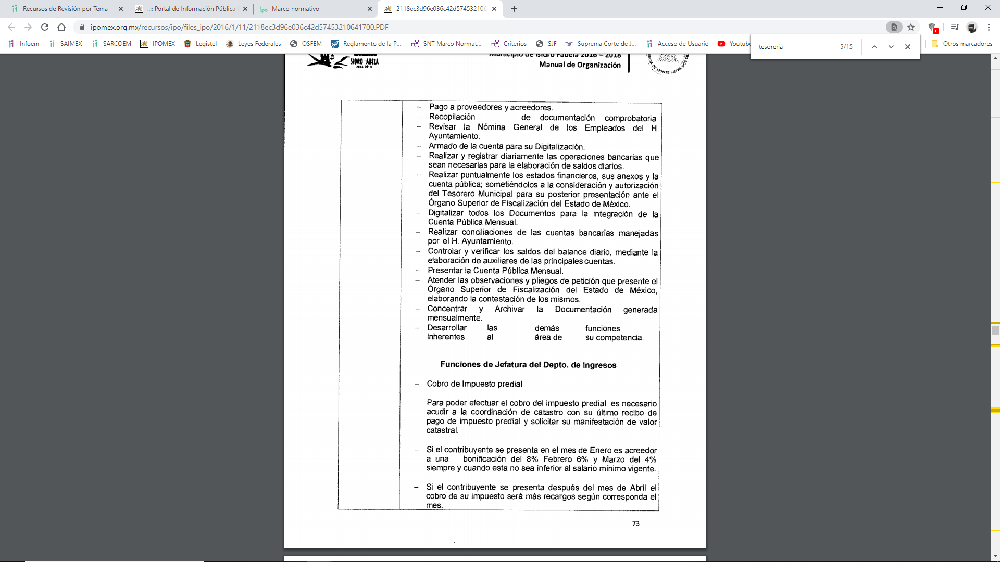 Recursos de Revisión por Tema
..:: Portal de Información Pública
Marco normativo
2118ec3d96e036c42d574532106
ipomex.org.mx/recursos/ipo/files_ipo/2016/1/11/2118ec3d96e036c42d57453210641700.PDF
Infoem
SAIMEX
SARCOEM
IPOMEX
Legistel
Leyes Federales
OSFEM
Reglamento de la P...
SNT Marco Normat...
Criterios
SJF
Suprema Corte de J...
Acceso de Usuario
Youtube
Otros marcadores
tesoreria
5/15
Municipio de Isidro Fabela 2016 – 2018
Manual de Organización
– Pago a proveedores y acreedores.
– Recopilación de documentación comprobatoria
– Revisar la Nómina General de los Empleados del H.
Ayuntamiento.
– Armado de la cuenta para su Digitalización.
– Realizar y registrar diariamente las operaciones bancarias que
sean necesarias para la elaboración de saldos diarios.
– Realizar puntualmente los estados financieros, sus anexos y la
cuenta pública; sometiéndolos a la consideración y autorización
del Tesorero Municipal para su posterior presentación ante el
Órgano Superior de Fiscalización del Estado de México.
– Digitalizar todos los Documentos para la integración de la
Cuenta Pública Mensual.
– Realizar conciliaciones de las cuentas bancarias manejadas
por el H. Ayuntamiento.
– Controlar y verificar los saldos del balance diario, mediante la
elaboración de auxiliares de las principales cuentas.
– Presentar la Cuenta Pública Mensual.
– Atender las observaciones y pliegos de petición que presente el
Órgano Superior de Fiscalización del Estado de México,
elaborando la contestación de los mismos.
– Concentrar y Archivar la Documentación generada
mensualmente.
– Desarrollar las demás funciones
inherentes al área de su competencia.
Funciones de Jefatura del Depto. de Ingresos
– Cobro de Impuesto predial
– Para poder efectuar el cobro del impuesto predial es necesario
acudir a la coordinación de catastro con su último recibo de
pago de impuesto predial y solicitar su manifestación de valor
catastral.
– Si el contribuyente se presenta en el mes de Enero es acreedor
a una bonificación del 8% Febrero 6% y Marzo del 4%
siempre y cuando esta no sea inferior al salario mínimo vigente.
– Si el contribuyente se presenta después del mes de Abril el
cobro de su impuesto será más recargos según corresponda el
mes.
73